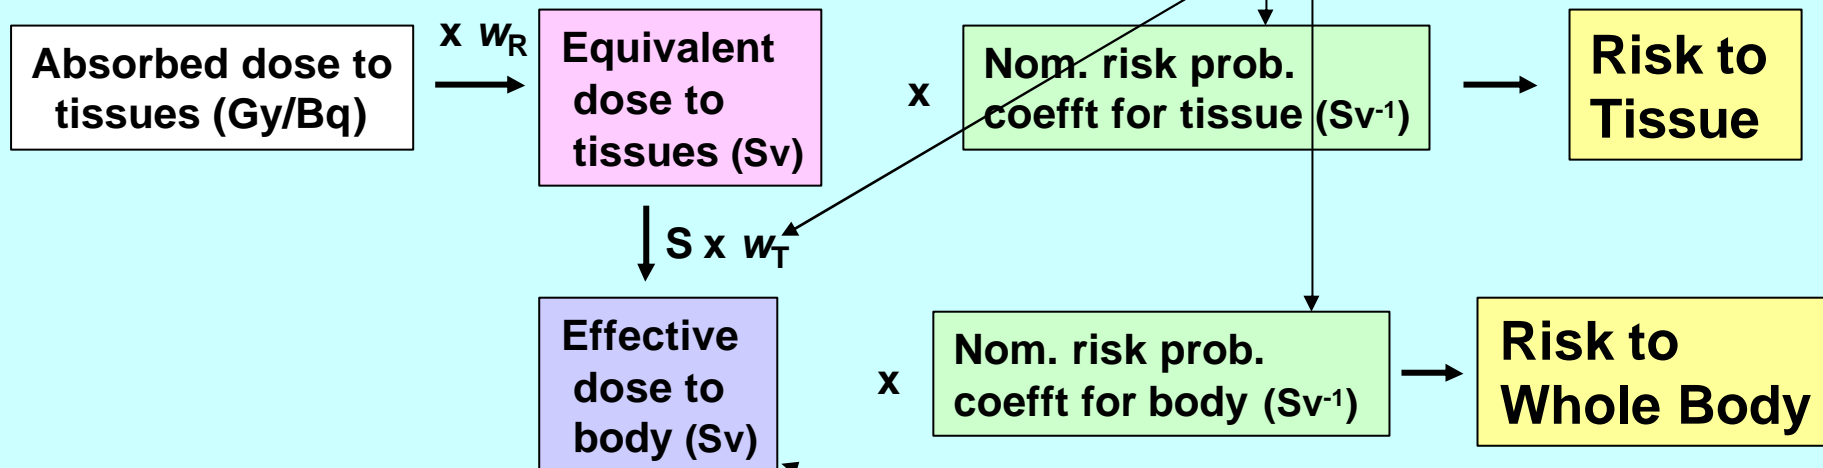 Absorbed dose to
tissues (Gy/Bq)
x wR
Equivalent
dose to
tissues (Sv)
x
Nom. risk prob.
coefft for tissue (Sv-1)
Risk to
Tissue
S x wT
Effective
dose to
body (Sv)
x
Nom. risk prob.
coefft for body (Sv-1)
Risk to
Whole Body